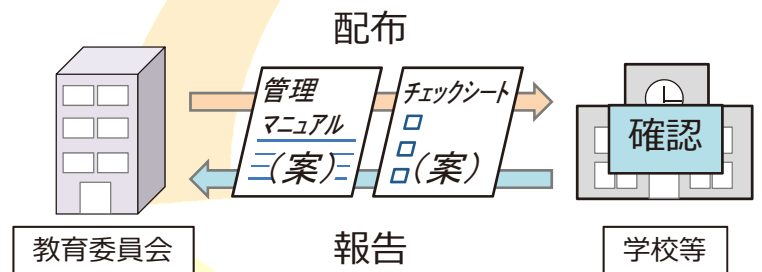 配布
管理
マニュアル
(案)
チェックシート
(案)
確認
教育委員会
報告
学校等